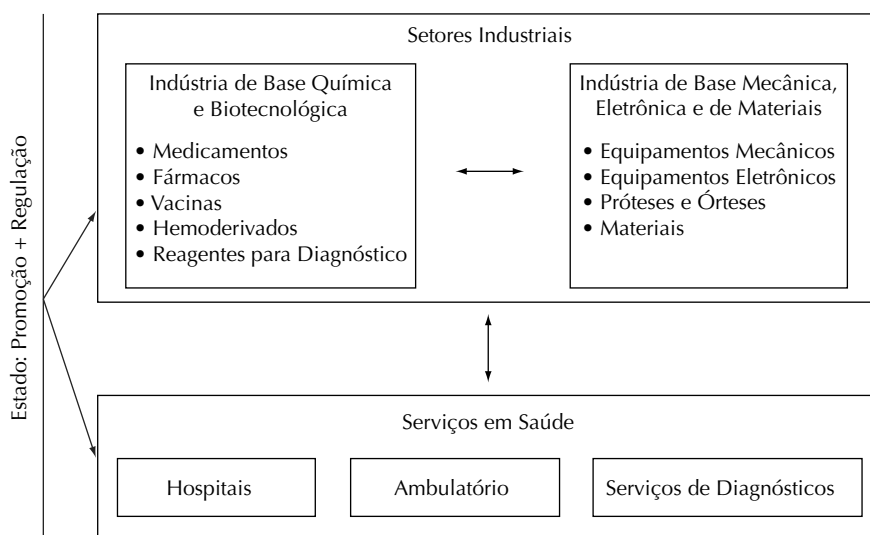 Estado: Promoção + Regulação
Setores Industriais
Indústria de Base Química
e Biotecnológica
• Medicamentos
• Fármacos
• Vacinas
• Hemoderivados
• Reagentes para Diagnóstico
Indústria de Base Mecânica,
Eletrônica e de Materiais
• Equipamentos Mecânicos
• Equipamentos Eletrônicos
• Próteses e Órteses
• Materiais
Serviços em Saúde
Hospitais
Ambulatório
Serviços de Diagnósticos